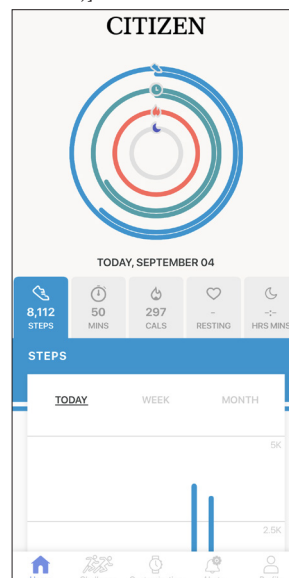 CITIZEN
TODAY, SEPTEMBER 04
8,112
STEPS
50
MINS
297
CALS
-
RESTING
-:-
HRS MINS
STEPS
TODAY
WEEK
MONTH
5K
2.5K